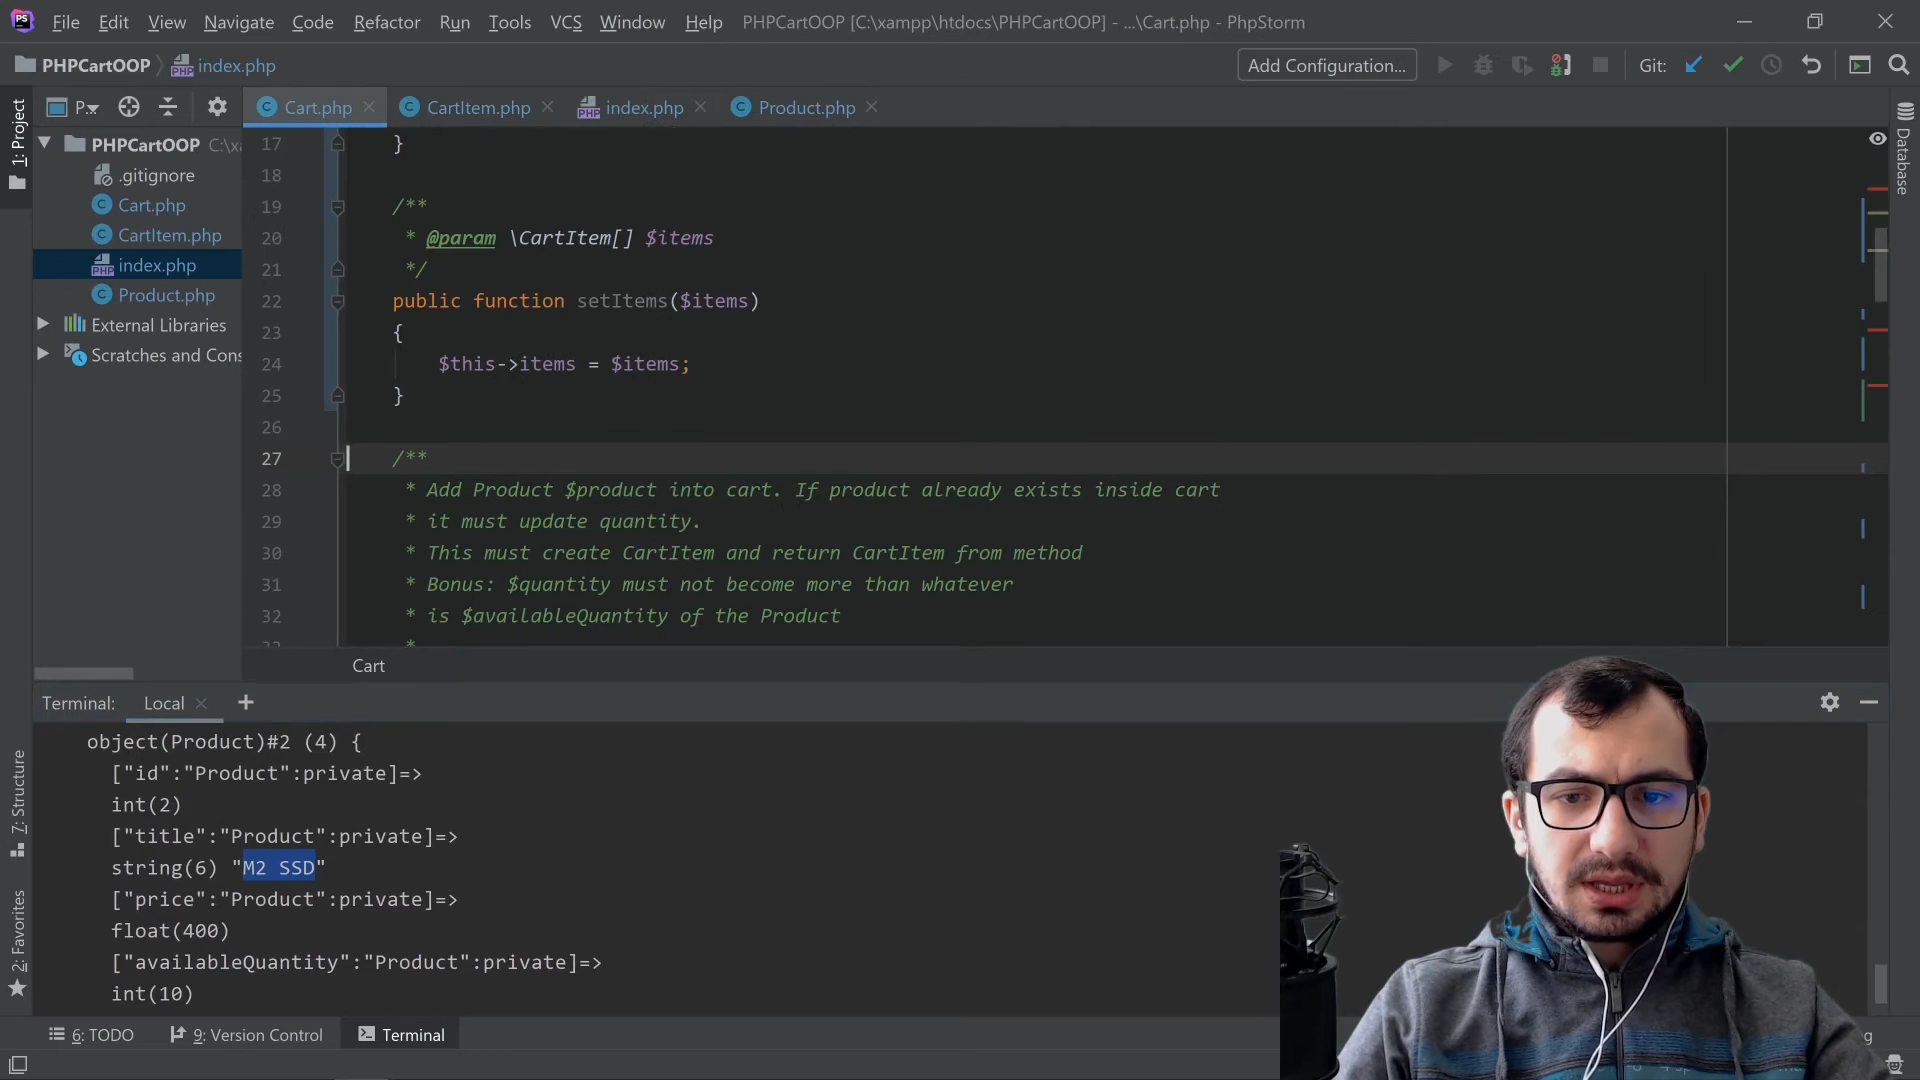 PS File Edit View Navigate Code Refactor Run Tools VCS Window Help PHPCartOOP [C:\xampp\htdocs\PHPCartOOP] - ...\Cart.php - PhpStorm
PHPCartOOP index.php Add Configuration... Git:
P... Cart.php CartItem.php index.php Product.php
1: Project
Database
PHPCartOOP C:\xa
.gitignore
Cart.php
CartItem.php
index.php
Product.php
External Libraries
Scratches and Cons
17 }
18
19 /**
20 * @param \CartItem[] $items
21 */
22 public function setItems($items)
23 {
24 $this->items = $items;
25 }
26
27 /**
28 * Add Product $product into cart. If product already exists inside cart
29 * it must update quantity.
30 * This must create CartItem and return CartItem from method
31 * Bonus: $quantity must not become more than whatever
32 * is $availableQuantity of the Product
33 *
Cart
Terminal: Local
7: Structure
2: Favorites
object(Product)#2 (4) {
["id":"Product":private]=>
int(2)
["title":"Product":private]=>
string(6) "M2 SSD"
["price":"Product":private]=>
float(400)
["availableQuantity":"Product":private]=>
int(10)
6: TODO 9: Version Control Terminal